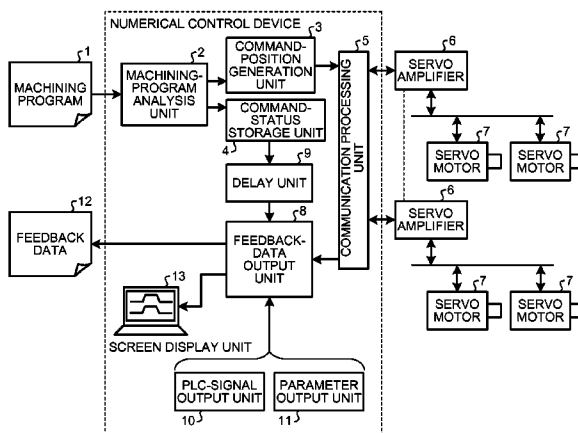 NUMERICAL CONTROL DEVICE
1
MACHINING
PROGRAM
2
MACHINING-
PROGRAM
ANALYSIS
UNIT
3
COMMAND-
POSITION
GENERATION
UNIT
COMMAND-
STATUS
STORAGE UNIT
4
5
COMMUNICATION PROCESSING
UNIT
6
SERVO
AMPLIFIER
7
SERVO
MOTOR
7
SERVO
MOTOR
9
DELAY UNIT
6
SERVO
AMPLIFIER
7
SERVO
MOTOR
7
SERVO
MOTOR
12
FEEDBACK
DATA
8
FEEDBACK-
DATA
OUTPUT
UNIT
13
SCREEN DISPLAY UNIT
PLC-SIGNAL
OUTPUT UNIT
10
PARAMETER
OUTPUT UNIT
11